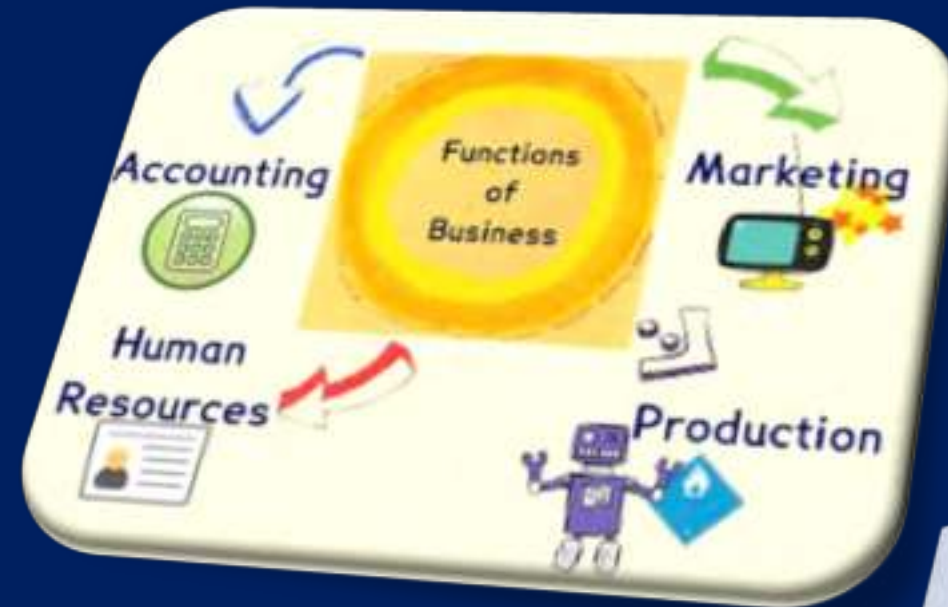 Functions
of
Business
Accounting
Marketing
Human
Resources
Production